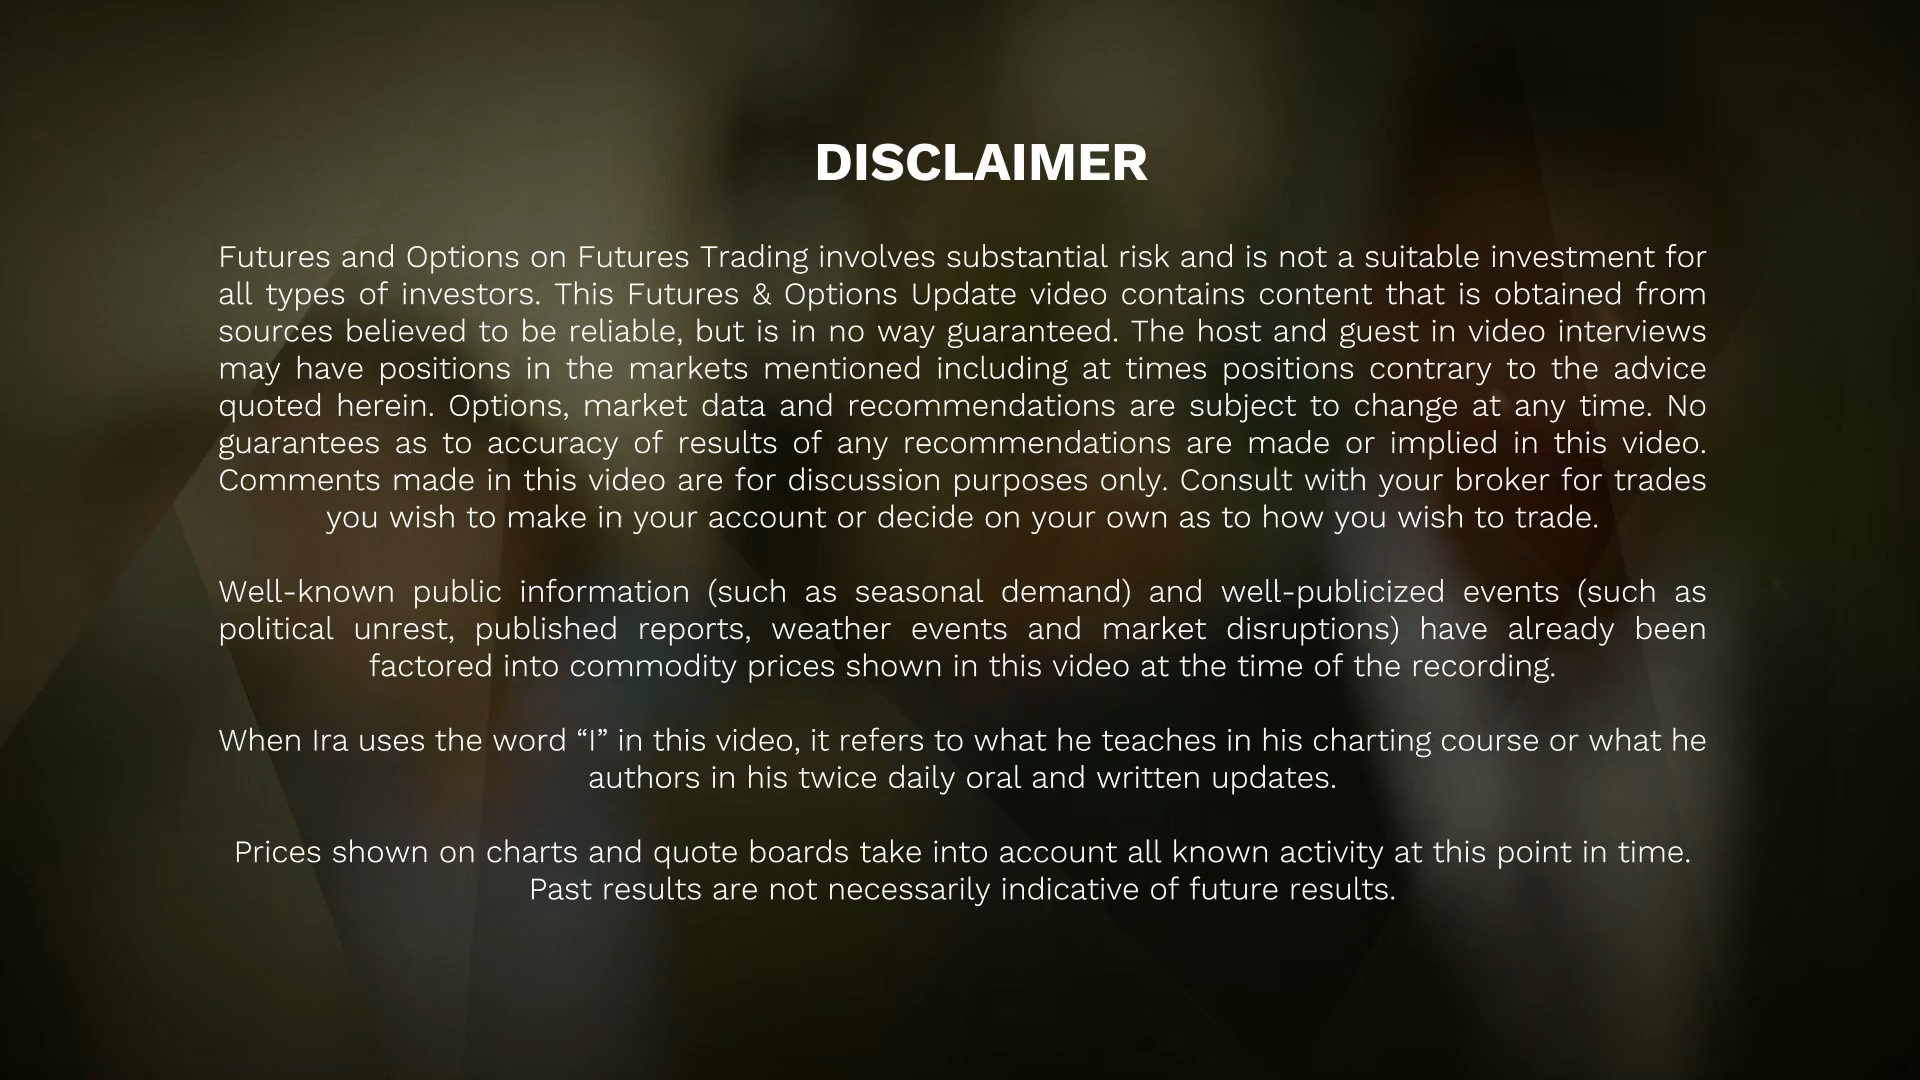 DISCLAIMER
Futures and Options on Futures Trading involves substantial risk and is not a suitable investment for
all types of investors. This Futures & Options Update video contains content that is obtained from
sources believed to be reliable, but is in no way guaranteed. The host and guest in video interviews
may have positions in the markets mentioned including at times positions contrary to the advice
quoted herein. Options, market data and recommendations are subject to change at any time. No
guarantees as to accuracy of results of any recommendations are made or implied in this video.
Comments made in this video are for discussion purposes only. Consult with your broker for trades
you wish to make in your account or decide on your own as to how you wish to trade.
Well-known public information (such as seasonal demand) and well-publicized events (such as
political unrest, published reports, weather events and market disruptions) have already been
factored into commodity prices shown in this video at the time of the recording.
When Ira uses the word “I” in this video, it refers to what he teaches in his charting course or what he
authors in his twice daily oral and written updates.
Prices shown on charts and quote boards take into account all known activity at this point in time.
Past results are not necessarily indicative of future results.